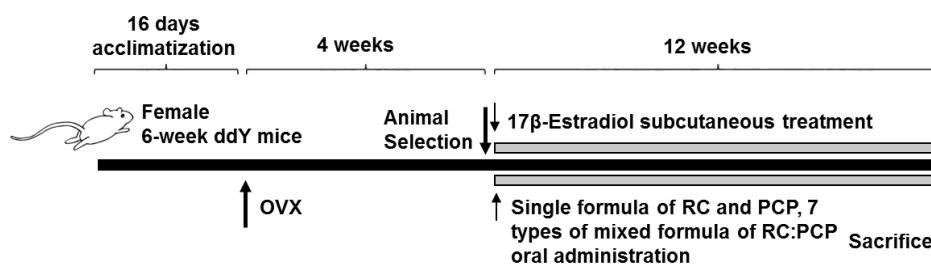 16 days
acclimatization
4 weeks
12 weeks
Female
6-week ddY mice
Animal
Selection
17β-Estradiol subcutaneous treatment
OVX
Single formula of RC and PCP, 7
types of mixed formula of RC:PCP
oral administration
Sacrifice